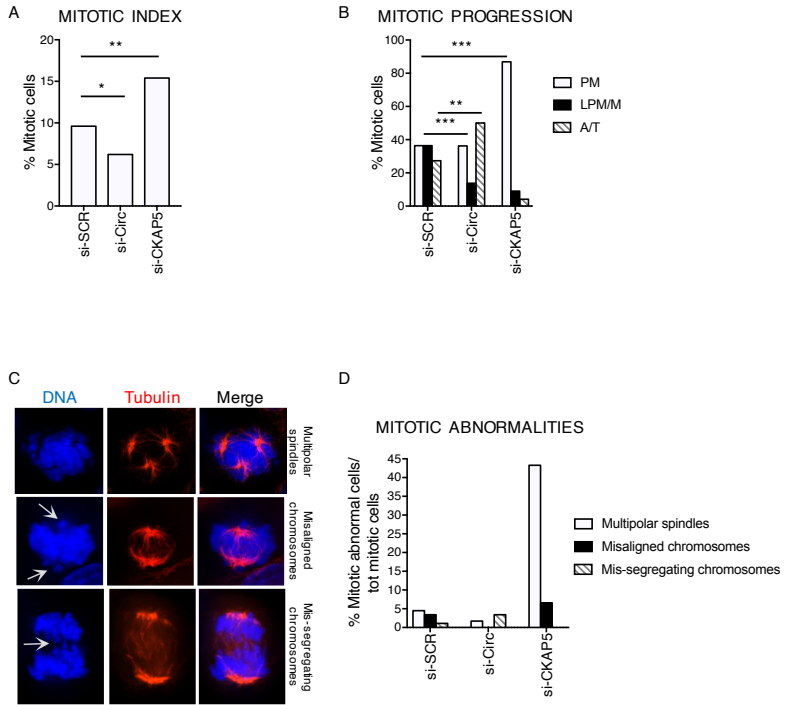 A
MITOTIC INDEX
% Mitotic cells
20
15
10
5
0
**
*
si-SCR
si-Circ
si-CKAP5
B
MITOTIC PROGRESSION
% Mitotic cells
100
80
60
40
20
0
***
**
***
si-SCR
si-Circ
si-CKAP5
PM
LPM/M
A/T
C
DNA
Tubulin
Merge
Multipolar
spindles
Misaligned
chromosomes
Mis-segregating
chromosomes
D
MITOTIC ABNORMALITIES
% Mitotic abnormal cells/
tot mitotic cells
45
40
35
30
25
20
15
10
5
0
si-SCR
si-Circ
si-CKAP5
Multipolar spindles
Misaligned chromosomes
Mis-segregating chromosomes